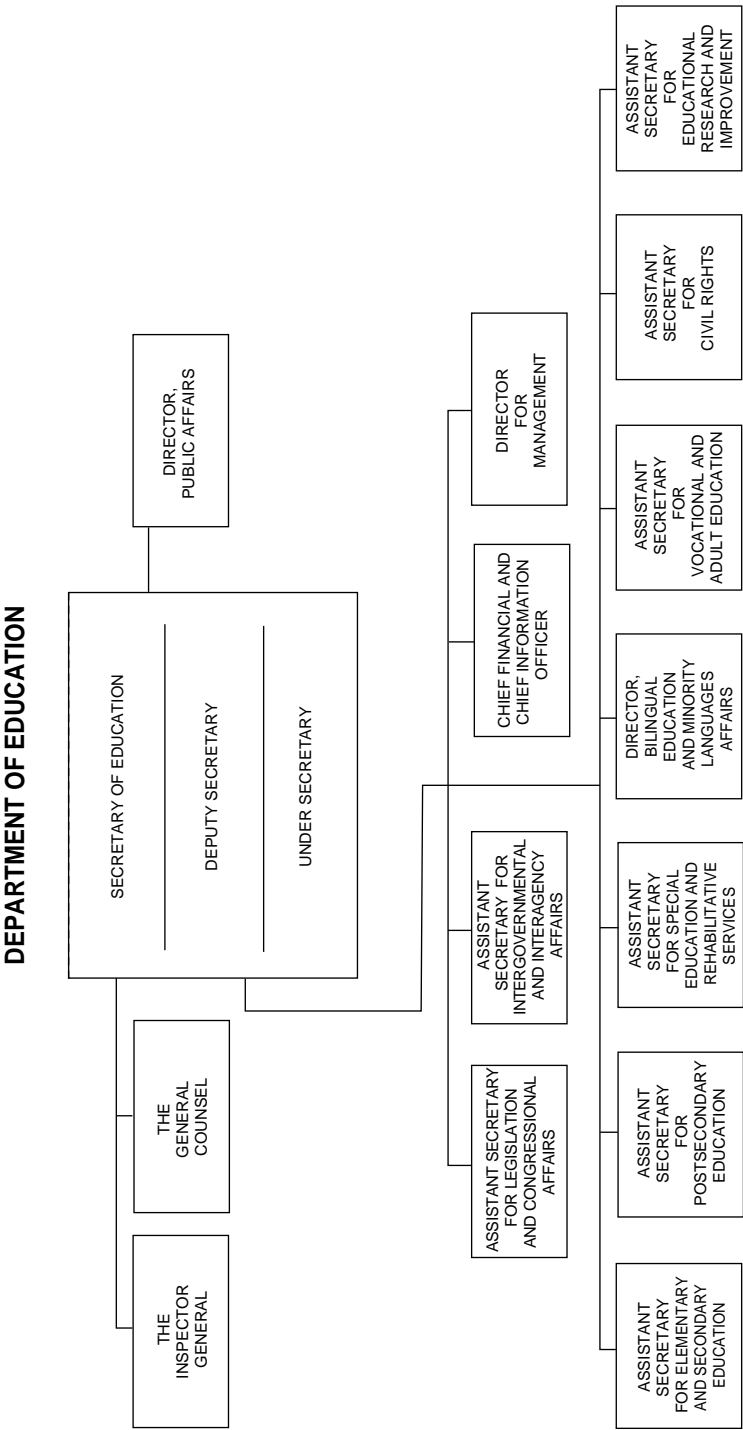 DEPARTMENT OF EDUCATION
SECRETARY OF EDUCATION
DEPUTY SECRETARY
UNDER SECRETARY
THE
INSPECTOR
GENERAL
THE
GENERAL
COUNSEL
DIRECTOR,
PUBLIC AFFAIRS
ASSISTANT SECRETARY
FOR LEGISLATION
AND CONGRESSIONAL
AFFAIRS
ASSISTANT
SECRETARY FOR
INTERGOVERNMENTAL
AND INTERAGENCY
AFFAIRS
CHIEF FINANCIAL AND
CHIEF INFORMATION
OFFICER
DIRECTOR
FOR
MANAGEMENT
ASSISTANT
SECRETARY
FOR ELEMENTARY
AND SECONDARY
EDUCATION
ASSISTANT
SECRETARY
FOR
POSTSECONDARY
EDUCATION
ASSISTANT
SECRETARY
FOR SPECIAL
EDUCATION AND
REHABILITATIVE
SERVICES
DIRECTOR,
BILINGUAL
EDUCATION
AND MINORITY
LANGUAGES
AFFAIRS
ASSISTANT
SECRETARY
FOR
VOCATIONAL AND
ADULT EDUCATION
ASSISTANT
SECRETARY
FOR
CIVIL RIGHTS
ASSISTANT
SECRETARY
FOR
EDUCATIONAL
RESEARCH AND
IMPROVEMENT